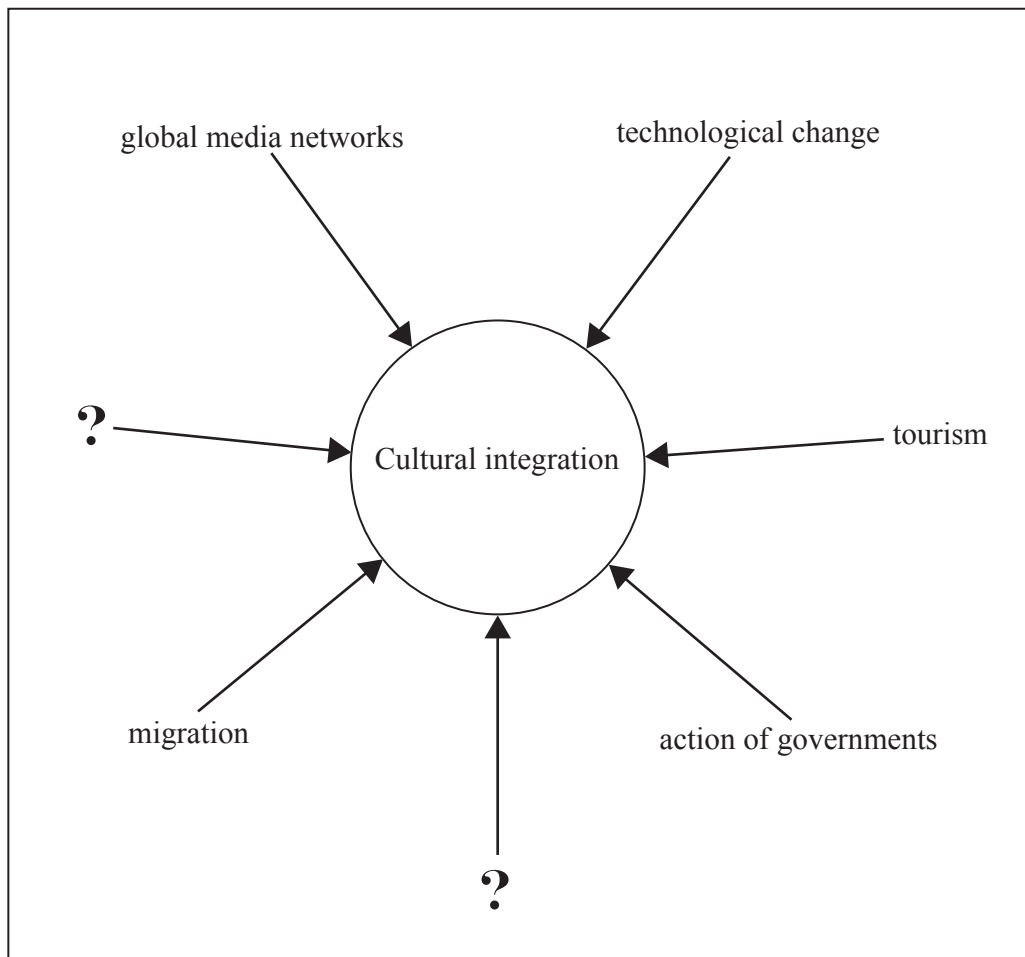 global media networks
technological change
?
Cultural integration
tourism
migration
action of governments
?